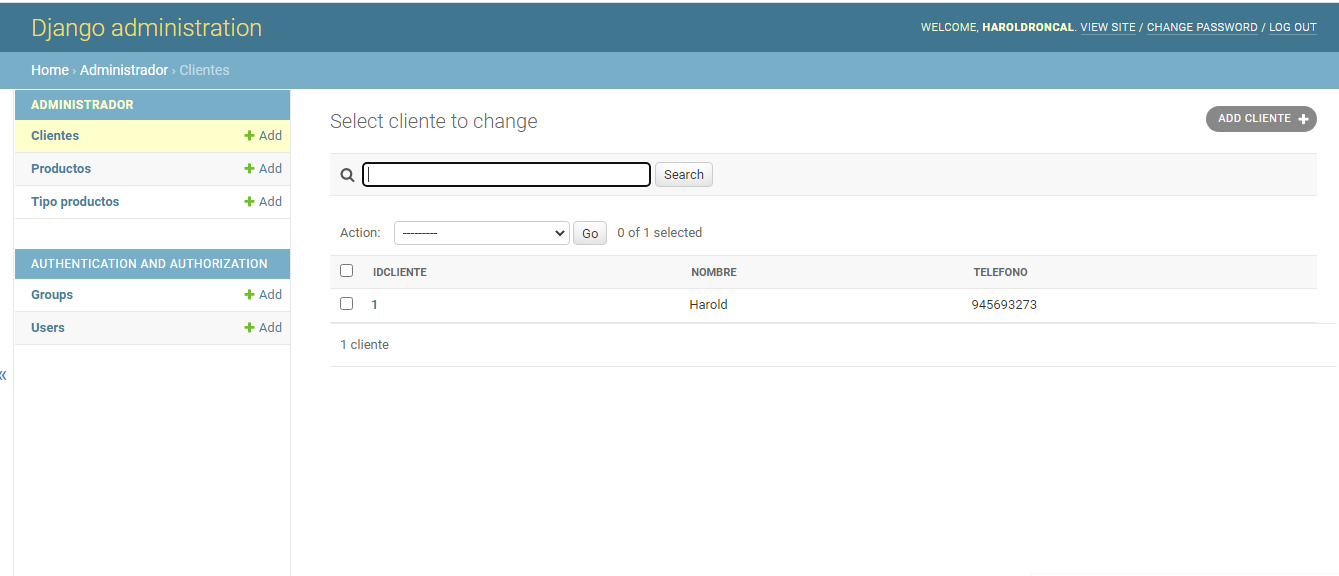 Django administration
WELCOME, HAROLDRONCAL. VIEW SITE / CHANGE PASSWORD / LOG OUT
Home › Administrador › Clientes
ADMINISTRADOR
Clientes + Add
Productos + Add
Tipo productos + Add
AUTHENTICATION AND AUTHORIZATION
Groups + Add
Users + Add
«
Select cliente to change
ADD CLIENTE +
Search
Action: --------- Go 0 of 1 selected
IDCLIENTE NOMBRE TELEFONO
1 Harold 945693273
1 cliente